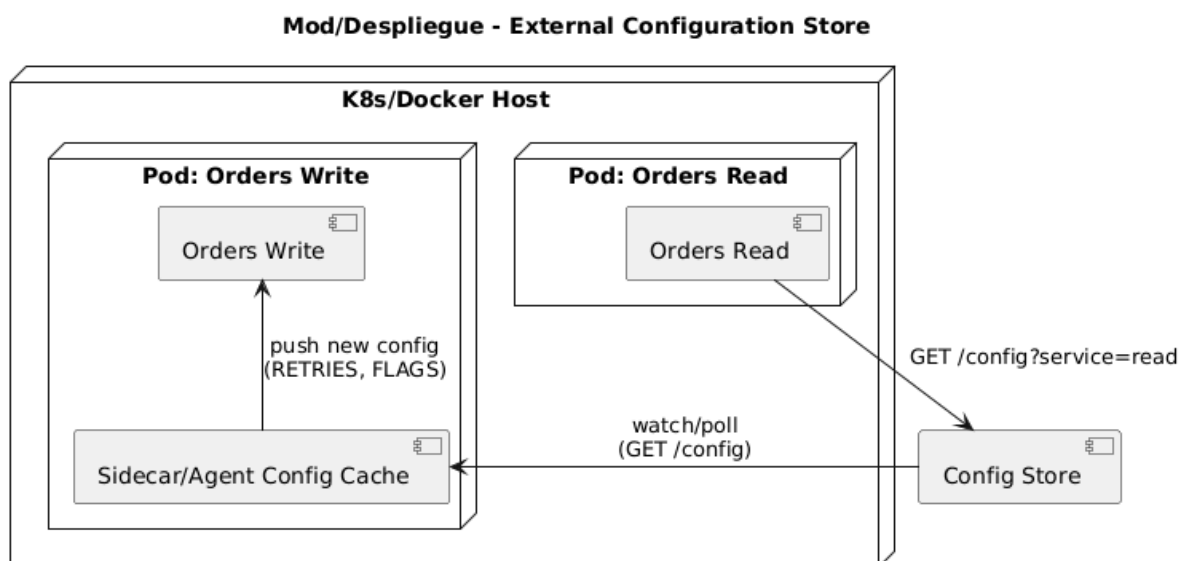 Mod/Despliegue - External Configuration Store
K8s/Docker Host
Pod: Orders Write
Pod: Orders Read
Orders Write
Orders Read
push new config
(RETRIES, FLAGS)
GET /config?service=read
watch/poll
(GET /config)
Sidecar/Agent Config Cache
Config Store